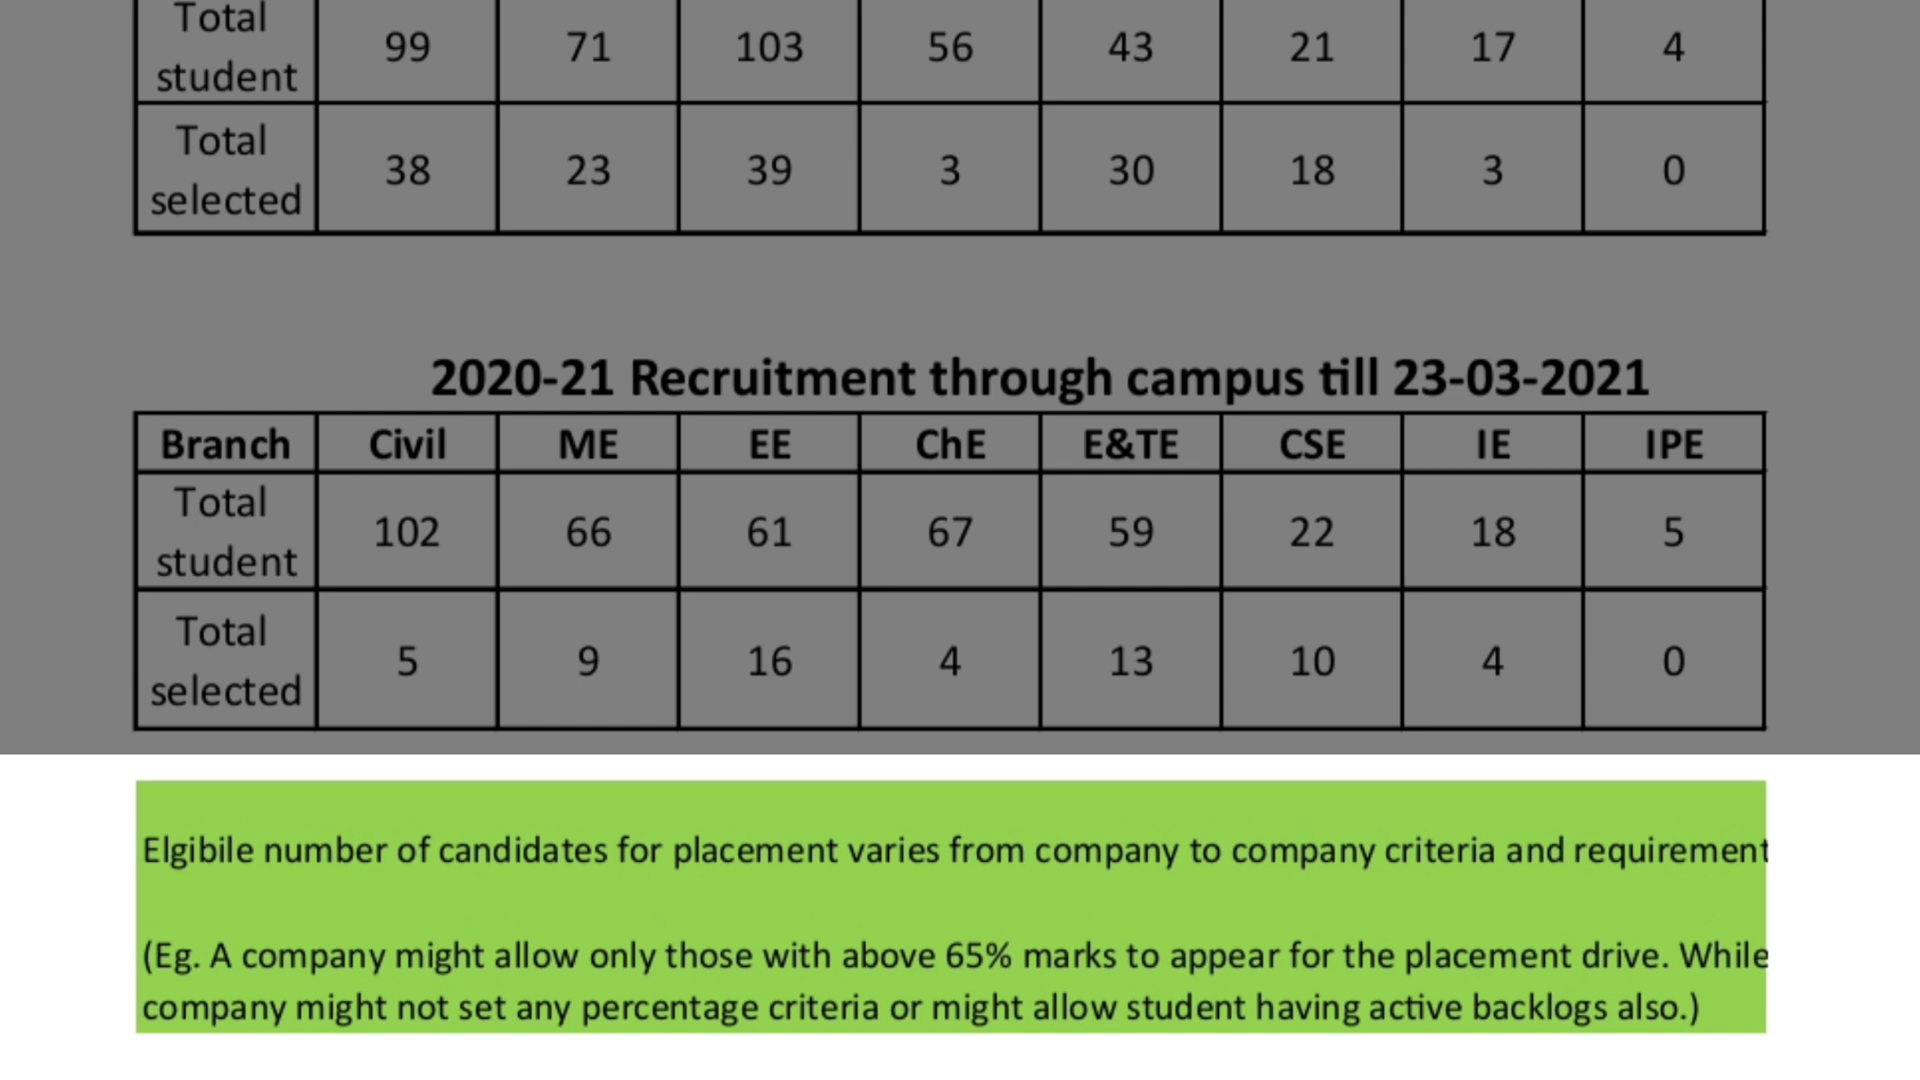 Total student 99 71 103 56 43 21 17 4
Total selected 38 23 39 3 30 18 3 0
2020-21 Recruitment through campus till 23-03-2021
Branch Civil ME EE ChE E&TE CSE IE IPE
Total student 102 66 61 67 59 22 18 5
Total selected 5 9 16 4 13 10 4 0
Elgibile number of candidates for placement varies from company to company criteria and requirement
(Eg. A company might allow only those with above 65% marks to appear for the placement drive. While
company might not set any percentage criteria or might allow student having active backlogs also.)